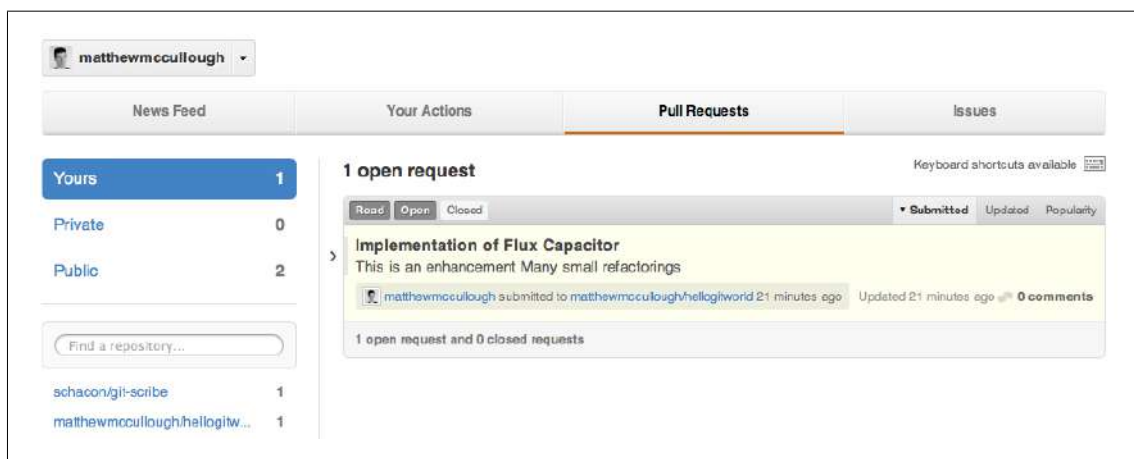 matthewmccullough
News Feed
Your Actions
Pull Requests
Issues
Yours 1
Private 0
Public 2
Find a repository...
schacon/git-scribe 1
matthewmccullough/hellogitw... 1
1 open request
Keyboard shortcuts available
Read Open Closed
Submitted Updated Popularity
Implementation of Flux Capacitor
This is an enhancement Many small refactorings
matthewmccullough submitted to matthewmccullough/hellogitworld 21 minutes ago
Updated 21 minutes ago 0 comments
1 open request and 0 closed requests